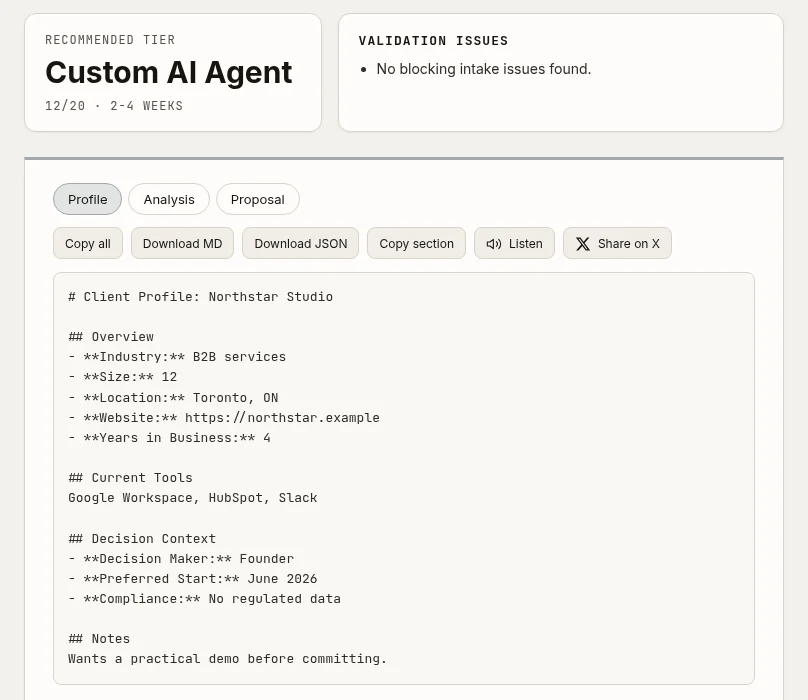 RECOMMENDED TIER
Custom AI Agent
12/20 · 2-4 WEEKS
VALIDATION ISSUES
• No blocking intake issues found.
Profile
Analysis
Proposal
Copy all
Download MD
Download JSON
Copy section
Listen
Share on X
# Client Profile: Northstar Studio
## Overview
- **Industry:** B2B services
- **Size:** 12
- **Location:** Toronto, ON
- **Website:** https://northstar.example
- **Years in Business:** 4
## Current Tools
Google Workspace, HubSpot, Slack
## Decision Context
- **Decision Maker:** Founder
- **Preferred Start:** June 2026
- **Compliance:** No regulated data
## Notes
Wants a practical demo before committing.